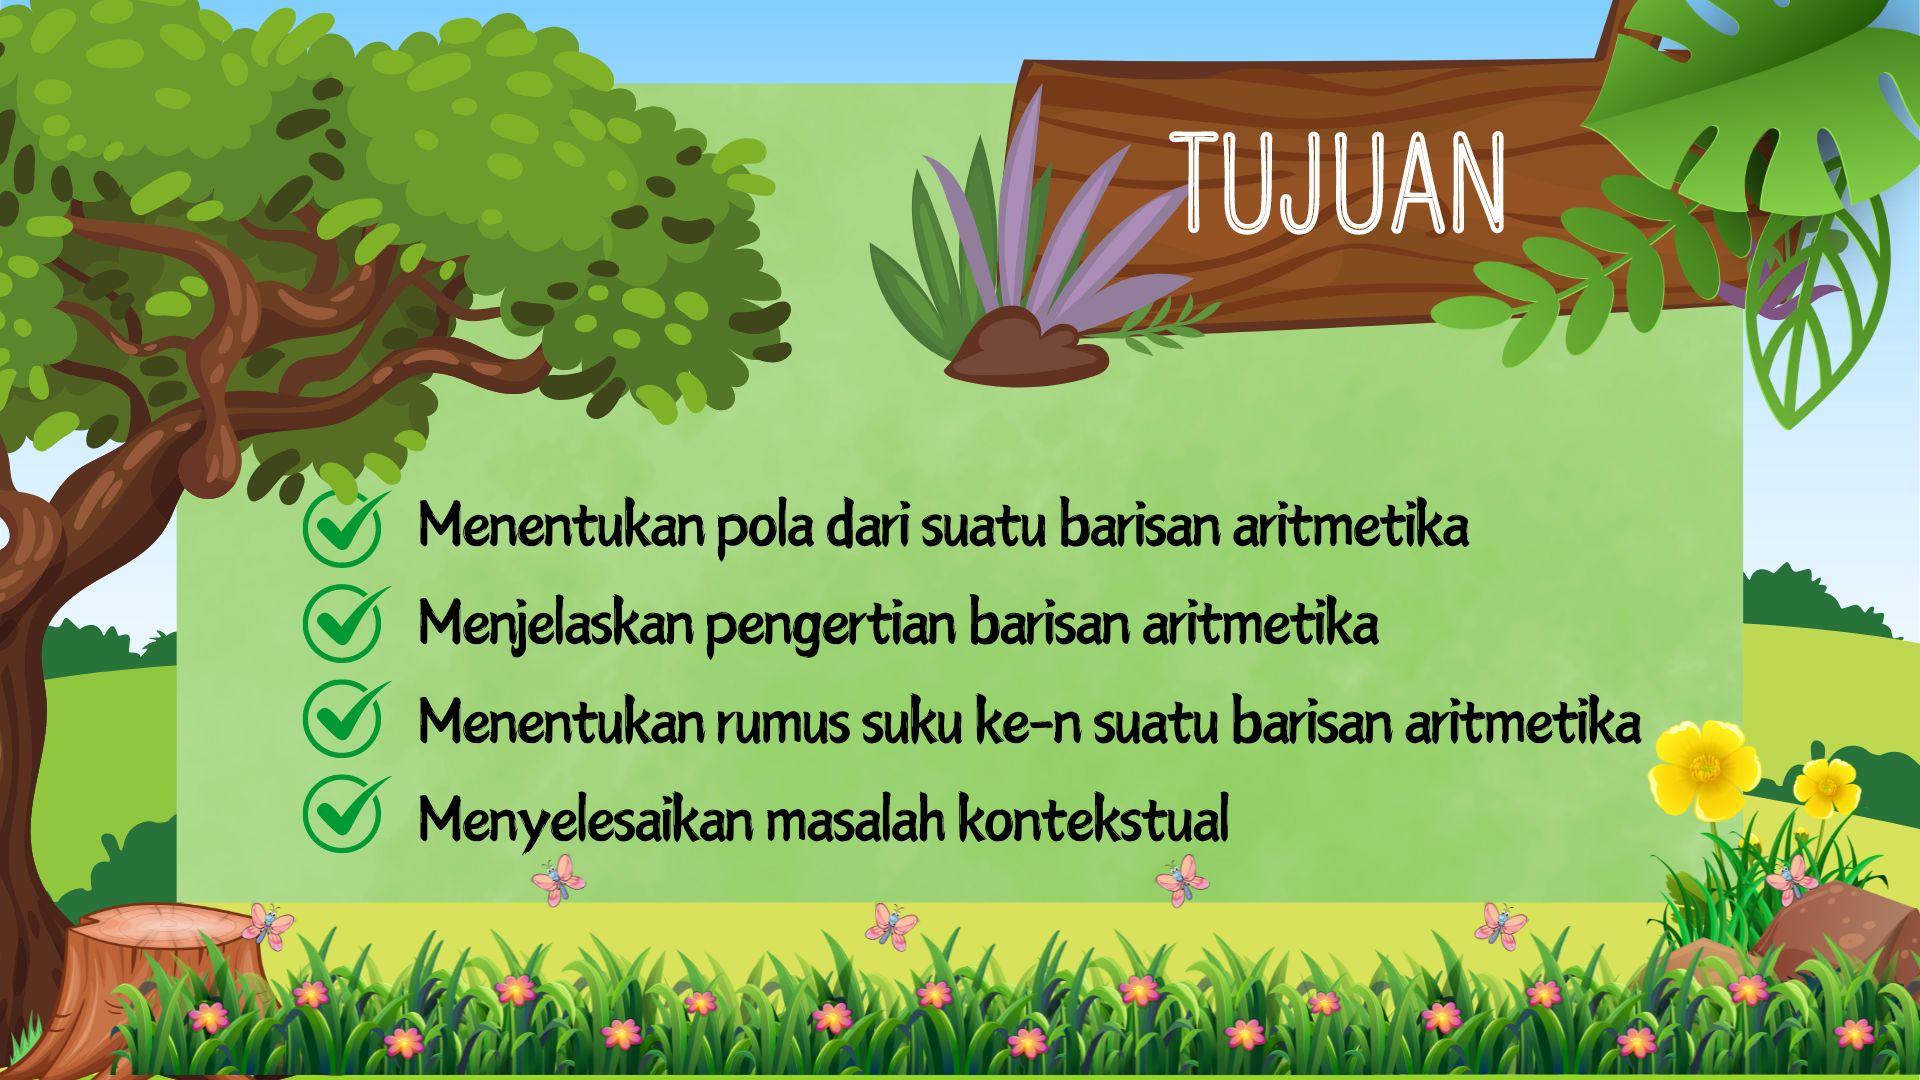 TUJUAN
Menentukan pola dari suatu barisan aritmetika
Menjelaskan pengertian barisan aritmetika
Menentukan rumus suku ke-n suatu barisan aritmetika
Menyelesaikan masalah kontekstual